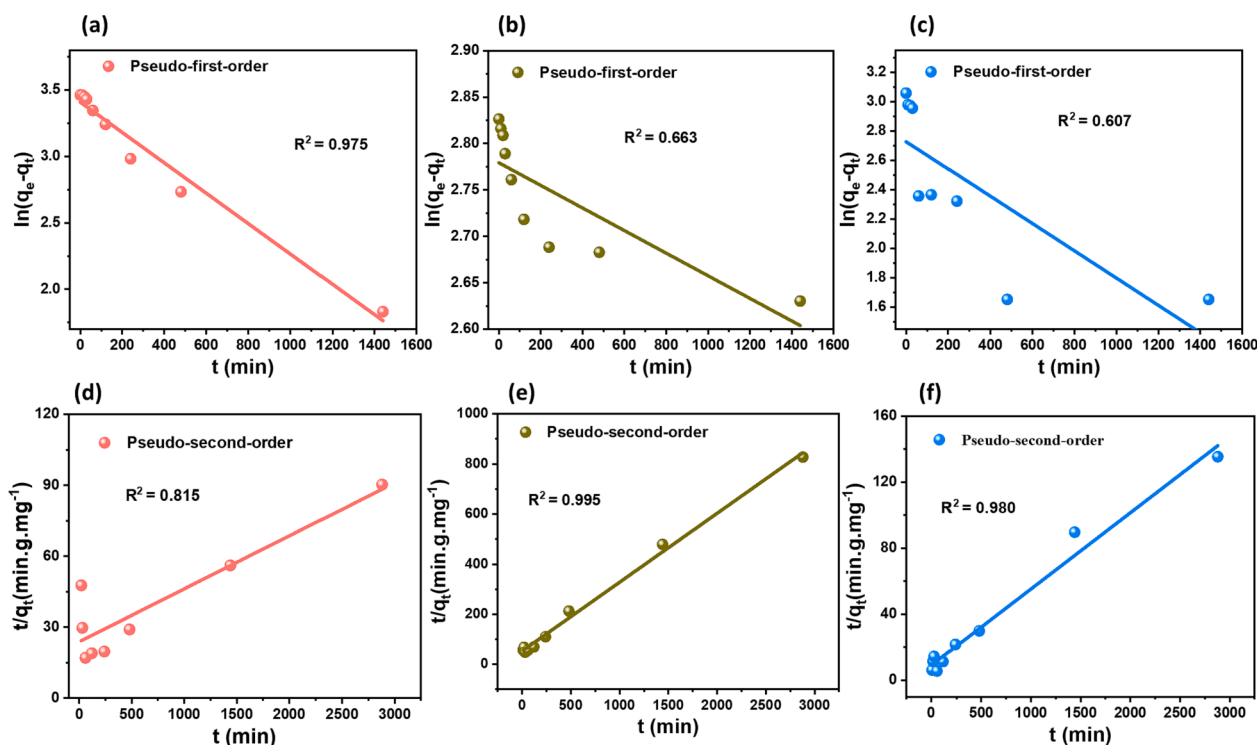 (a)
Pseudo-first-order
R² = 0.975
ln(qₑ-qₜ)
3.5
3.0
2.5
2.0
0 200 400 600 800 1000 1200 1400 1600
t (min)
(b)
Pseudo-first-order
R² = 0.663
ln(qₑ-qₜ)
2.90
2.85
2.80
2.75
2.70
2.65
2.60
0 200 400 600 800 1000 1200 1400 1600
t (min)
(c)
Pseudo-first-order
R² = 0.607
ln(qₑ-qₜ)
3.2
3.0
2.8
2.6
2.4
2.2
2.0
1.8
1.6
0 200 400 600 800 1000 1200 1400 1600
t (min)
(d)
Pseudo-second-order
R² = 0.815
t/qₜ(min.g.mg⁻¹)
120
90
60
30
0
0 500 1000 1500 2000 2500 3000
t (min)
(e)
Pseudo-second-order
R² = 0.995
t/qₜ(min.g.mg⁻¹)
1000
800
600
400
200
0
0 500 1000 1500 2000 2500 3000
t (min)
(f)
Pseudo-second-order
R² = 0.980
t/qₜ(min.g.mg⁻¹)
160
120
80
40
0
0 500 1000 1500 2000 2500 3000
t (min)